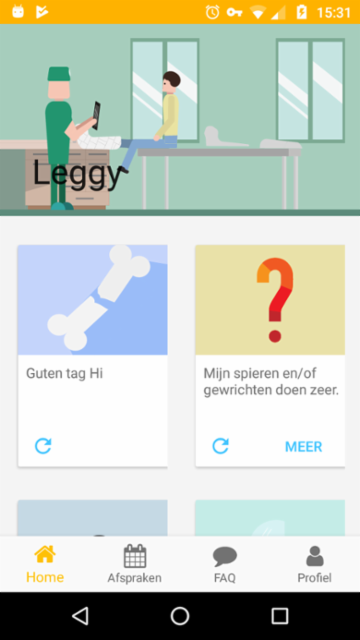 15:31
Leggy
Guten tag Hi
Mijn spieren en/of
gewrichten doen zeer.
MEER
Home
Afspraken
FAQ
Profiel